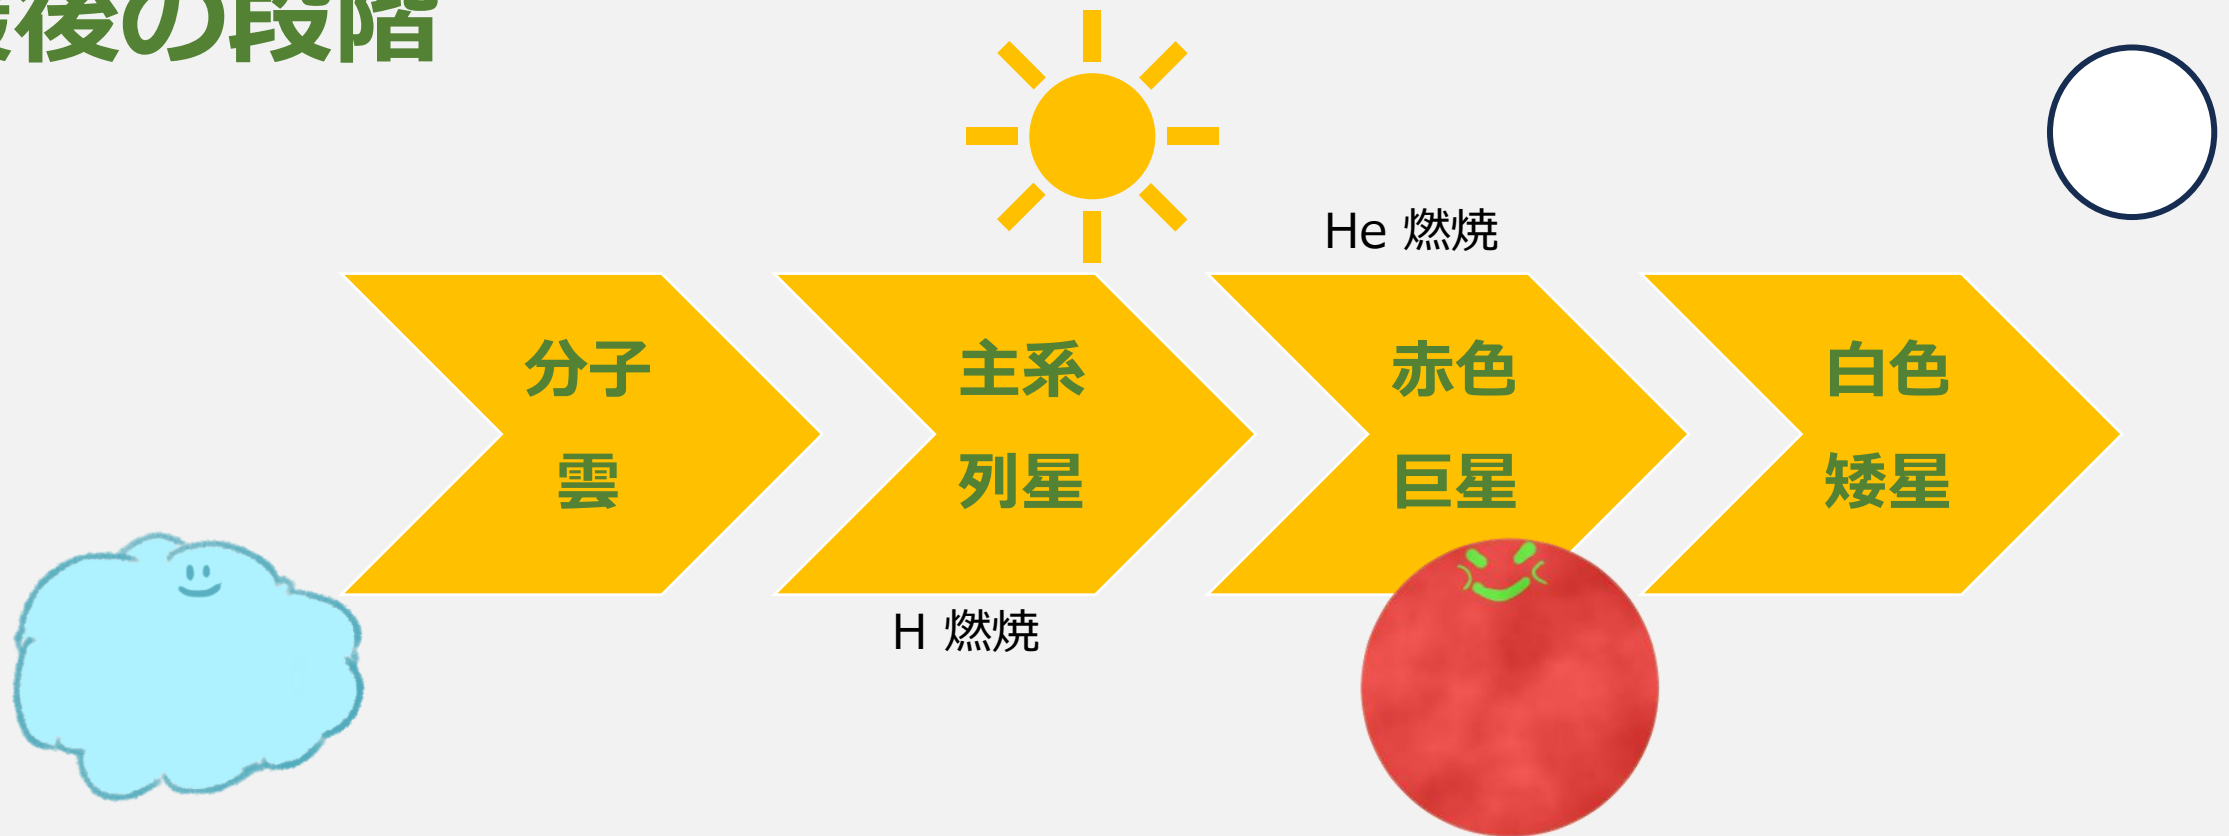 後の段階
He 燃焼
分子
雲
主系
列星
赤色
巨星
白色
矮星
H 燃焼